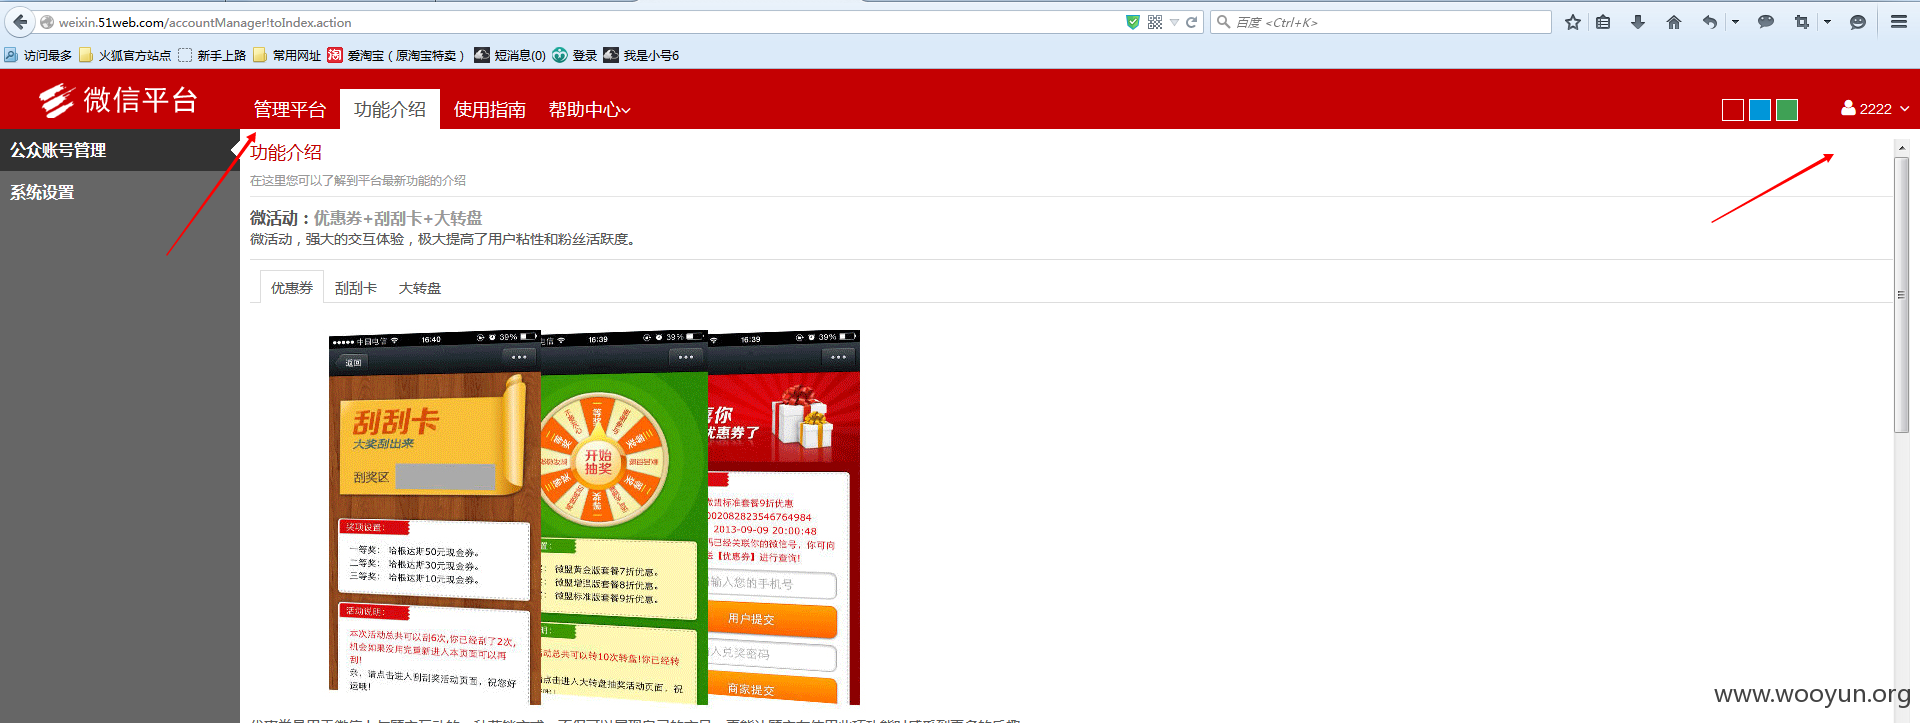 weixin.51web.com/accountManager!toIndex.action
百度 <Ctrl+K>
访问最多 火狐官方站点 新手上路 常用网址 爱淘宝（原淘宝特卖） 短消息(0) 登录 我是小号6
微信平台
管理平台 功能介绍 使用指南 帮助中心
2222
公众账号管理
系统设置
功能介绍
在这里您可以了解到平台最新功能的介绍
微活动：优惠券+刮刮卡+大转盘
微活动，强大的交互体验，极大提高了用户粘性和粉丝活跃度。
优惠券 刮刮卡 大转盘
中国电信 16:40 39%
返回
刮刮卡
大奖刮出来
刮奖区
奖项设置：
一等奖： 哈根达斯50元现金券。
二等奖： 哈根达斯30元现金券。
三等奖： 哈根达斯10元现金券。
活动说明：
本次活动总共可以刮6次,你已经刮了2次,
机会如果没用完重新进入本页面可以再
刮!
亲，请点击进入刮刮奖活动页面，祝您好
运哦!
电信 16:39 39%
开始
抽奖
置：
微盟黄金版套餐7折优惠。
微盟增强版套餐8折优惠。
微盟标准版套餐9折优惠。
明：
活动总共可以转10次转盘!你已经转
请点击进入大转盘抽奖活动页面，祝
16:39 39%
喜你
优惠券了
微盟标准套餐9折优惠
002082823546764984
2013-09-09 20:00:48
码已经关联你的微信号，你可向
送【优惠券】进行查询!
输入您的手机号
用户提交
输入兑奖密码
商家提交
www.wooyun.org